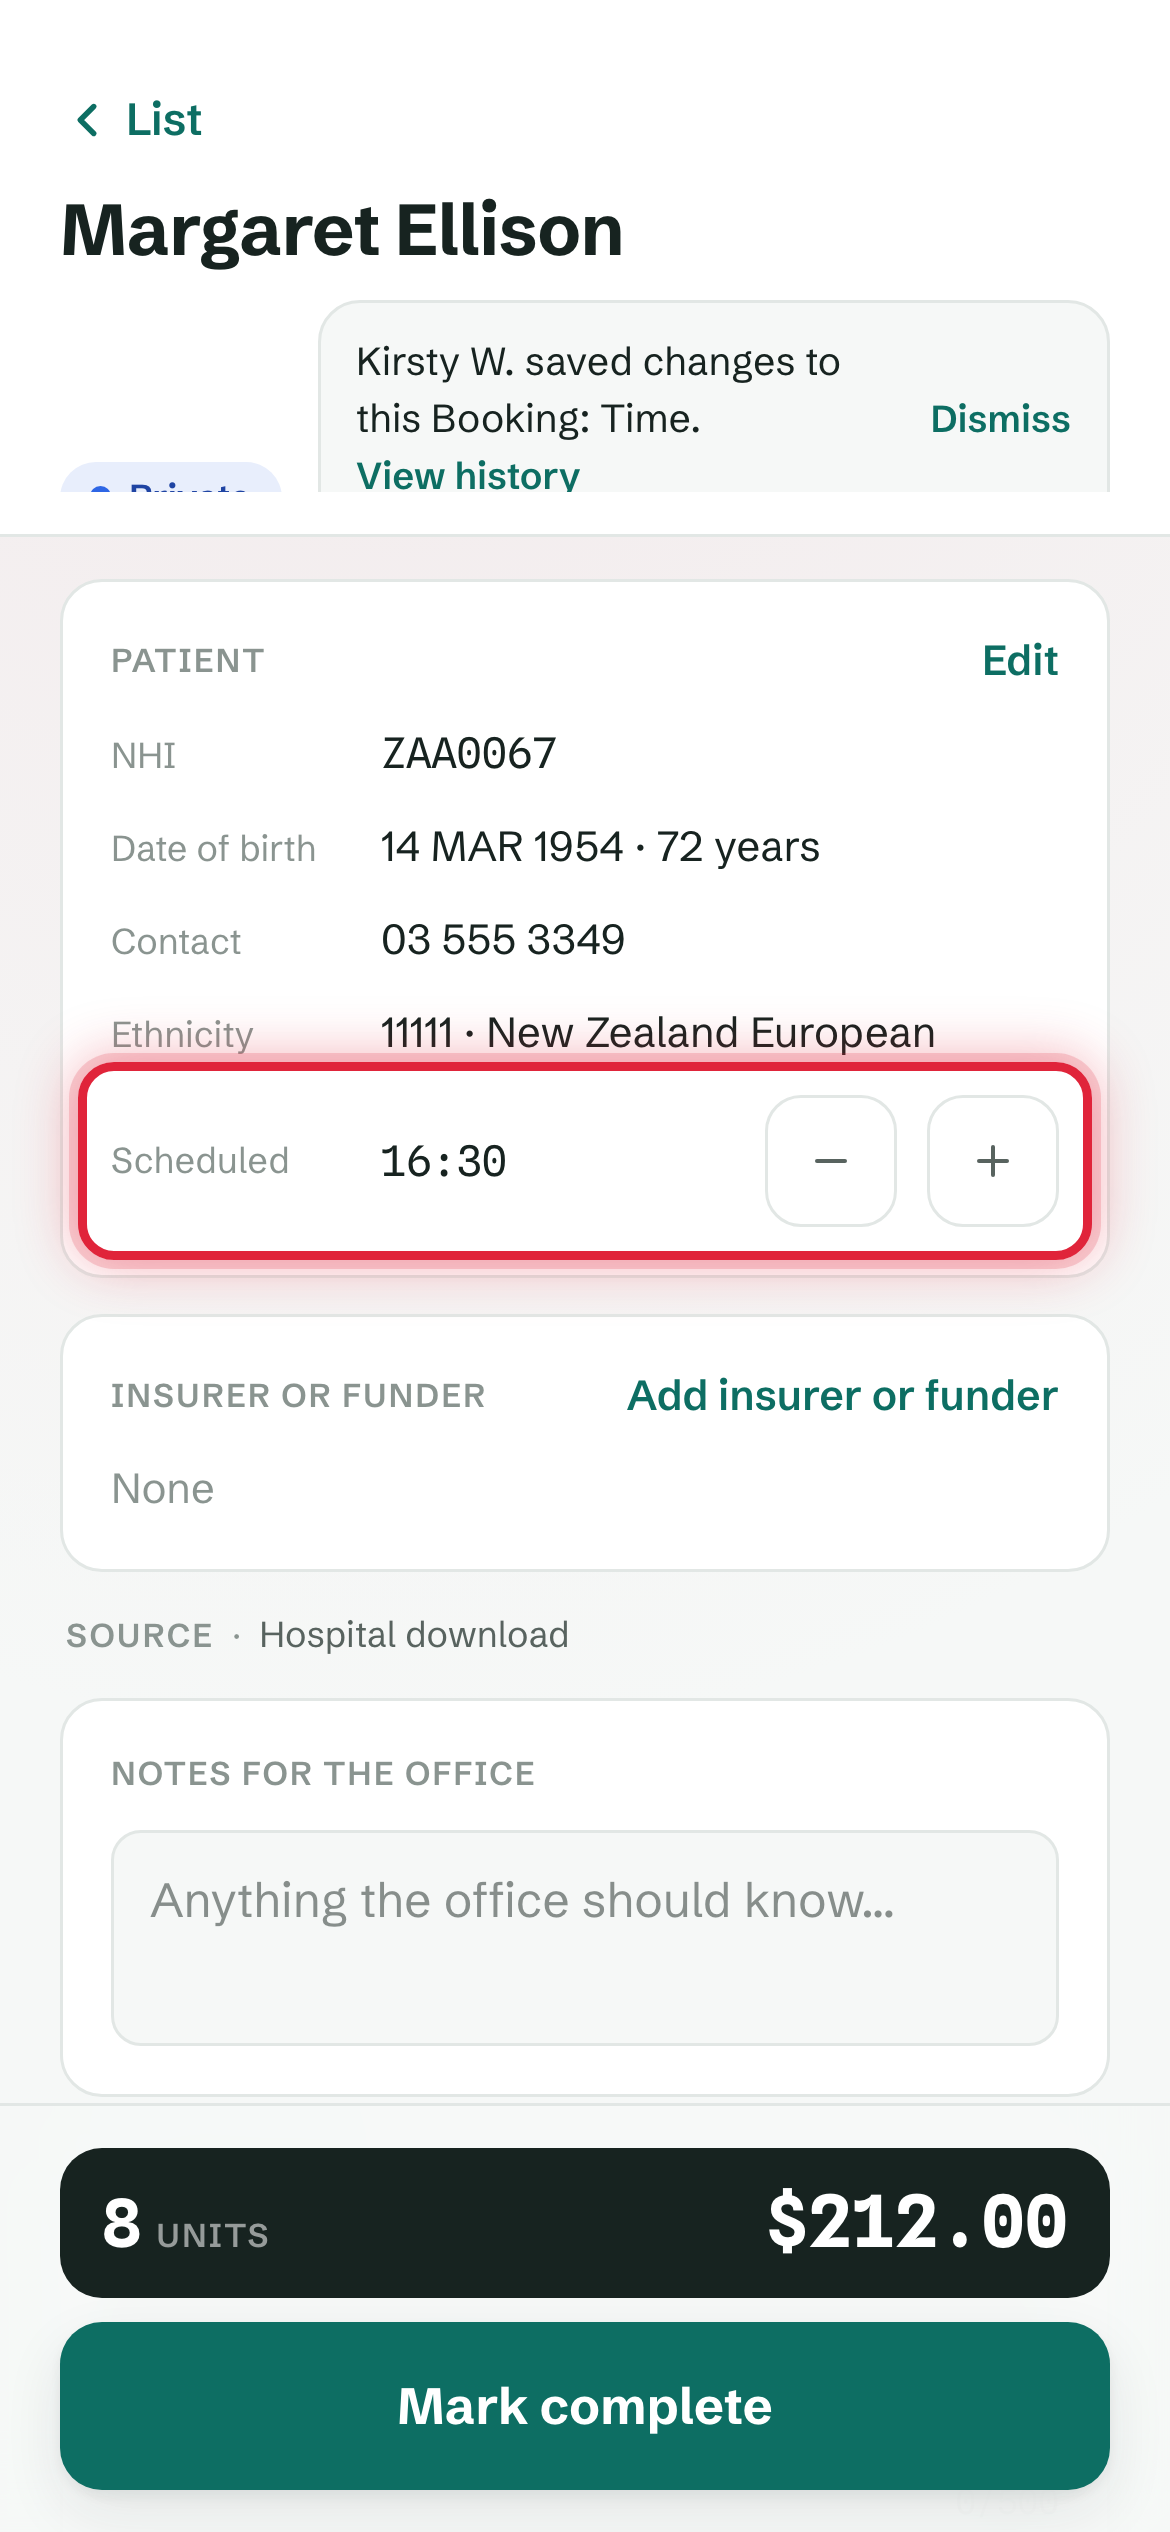 List
Margaret Ellison
Kirsty W. saved changes to
this Booking: Time.
Dismiss
View history
Private
PATIENT
Edit
NHI ZAA0067
Date of birth 14 MAR 1954 · 72 years
Contact 03 555 3349
Ethnicity 11111 · New Zealand European
Scheduled 16:30 − +
INSURER OR FUNDER
Add insurer or funder
None
SOURCE · Hospital download
NOTES FOR THE OFFICE
Anything the office should know...
8 UNITS $212.00
Mark complete